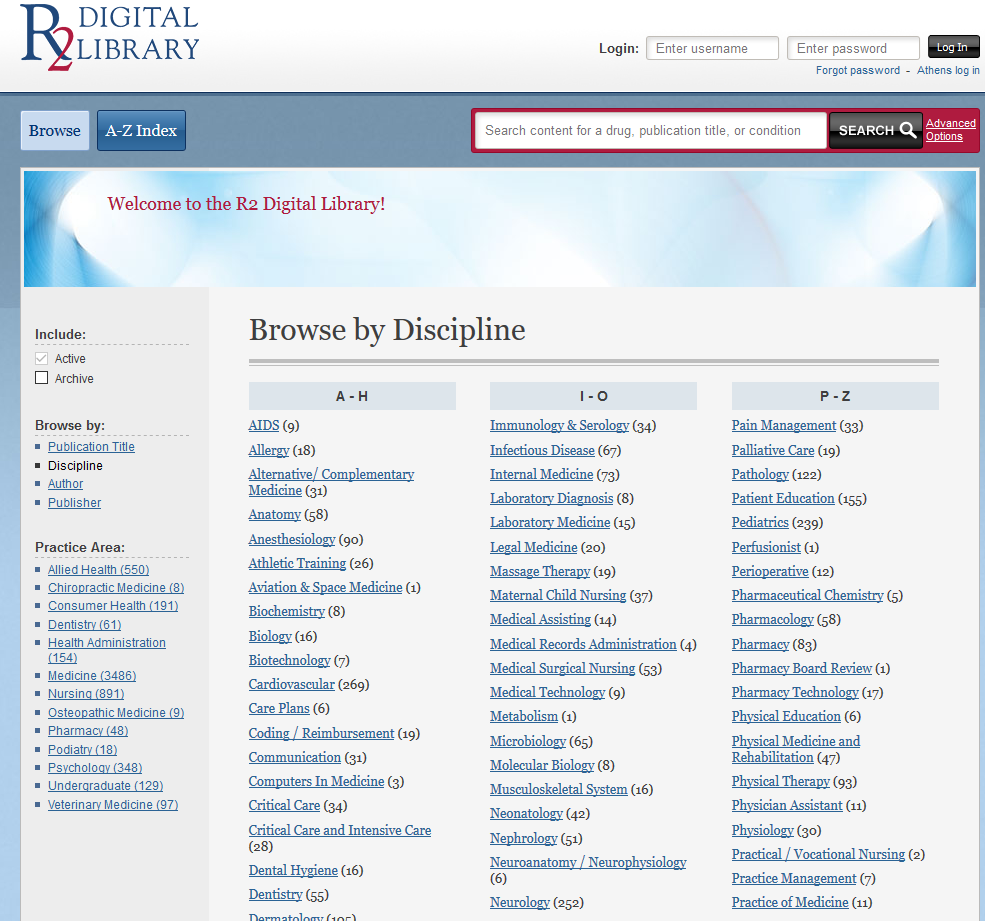 R2 DIGITAL
LIBRARY
Login: Enter username Enter password Log In
Forgot password - Athens log in
Browse A-Z Index
Search content for a drug, publication title, or condition SEARCH Advanced
Options
Welcome to the R2 Digital Library!
Include:
Active
Archive
Browse by:
Publication Title
Discipline
Author
Publisher
Practice Area:
Allied Health (550)
Chiropractic Medicine (8)
Consumer Health (191)
Dentistry (61)
Health Administration
(154)
Medicine (3486)
Nursing (891)
Osteopathic Medicine (9)
Pharmacy (48)
Podiatry (18)
Psychology (348)
Undergraduate (129)
Veterinary Medicine (97)
Browse by Discipline
A - H
AIDS (9)
Allergy (18)
Alternative/ Complementary
Medicine (31)
Anatomy (58)
Anesthesiology (90)
Athletic Training (26)
Aviation & Space Medicine (1)
Biochemistry (8)
Biology (16)
Biotechnology (7)
Cardiovascular (269)
Care Plans (6)
Coding / Reimbursement (19)
Communication (31)
Computers In Medicine (3)
Critical Care (34)
Critical Care and Intensive Care
(28)
Dental Hygiene (16)
Dentistry (55)
Dermatology (105)
I - O
Immunology & Serology (34)
Infectious Disease (67)
Internal Medicine (73)
Laboratory Diagnosis (8)
Laboratory Medicine (15)
Legal Medicine (20)
Massage Therapy (19)
Maternal Child Nursing (37)
Medical Assisting (14)
Medical Records Administration (4)
Medical Surgical Nursing (53)
Medical Technology (9)
Metabolism (1)
Microbiology (65)
Molecular Biology (8)
Musculoskeletal System (16)
Neonatology (42)
Nephrology (51)
Neuroanatomy / Neurophysiology
(6)
Neurology (252)
P - Z
Pain Management (33)
Palliative Care (19)
Pathology (122)
Patient Education (155)
Pediatrics (239)
Perfusionist (1)
Perioperative (12)
Pharmaceutical Chemistry (5)
Pharmacology (58)
Pharmacy (83)
Pharmacy Board Review (1)
Pharmacy Technology (17)
Physical Education (6)
Physical Medicine and
Rehabilitation (47)
Physical Therapy (93)
Physician Assistant (11)
Physiology (30)
Practical / Vocational Nursing (2)
Practice Management (7)
Practice of Medicine (11)